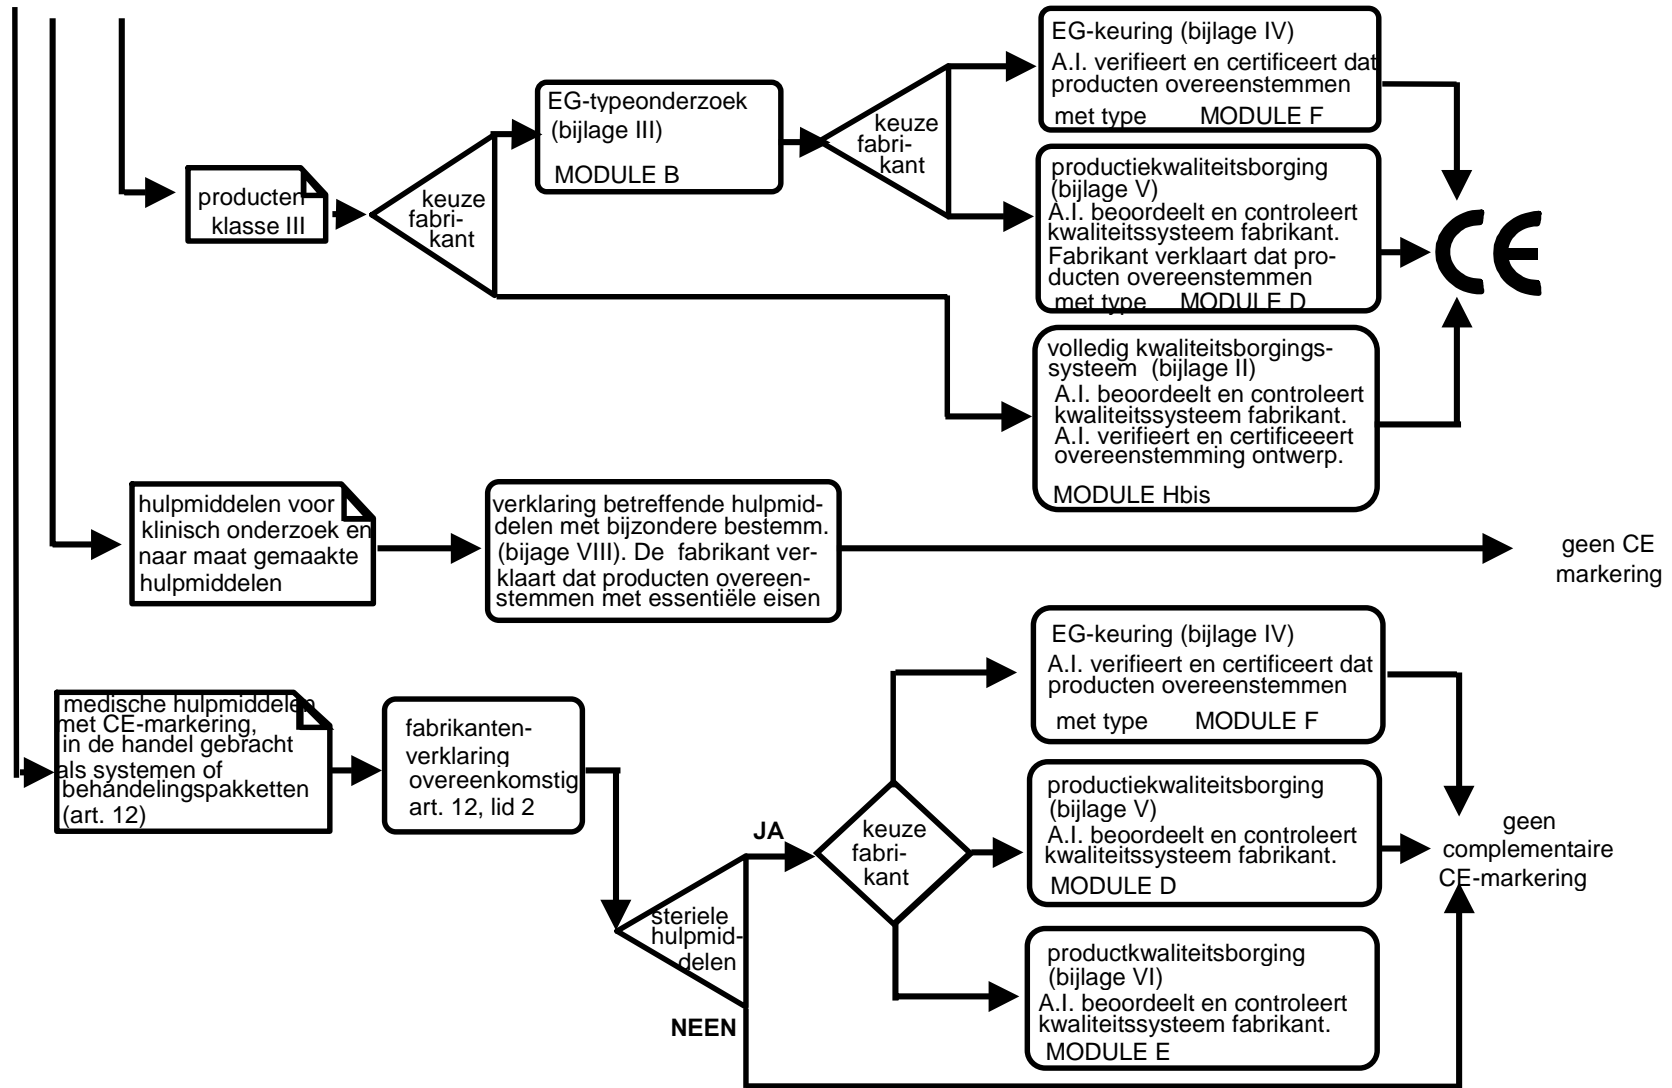 EG-keuring (bijlage IV)
A.I. verifieert en certificeert dat
producten overeenstemmen
met type MODULE F
EG-typeonderzoek
(bijlage III)
MODULE B
keuze
fabri-
kant
productiekwaliteitsborging
(bijlage V)
A.I. beoordeelt en controleert
kwaliteitssysteem fabrikant.
Fabrikant verklaart dat pro-
ducten overeenstemmen
met type MODULE D
producten
klasse III
keuze
fabri-
kant
CE
volledig kwaliteitsborgings-
systeem (bijlage II)
A.I. beoordeelt en controleert
kwaliteitssysteem fabrikant.
A.I. verifieert en certificeeert
overeenstemming ontwerp.
MODULE Hbis
hulpmiddelen voor
klinisch onderzoek en
naar maat gemaakte
hulpmiddelen
verklaring betreffende hulpmid-
delen met bijzondere bestemm.
(bijage VIII). De fabrikant ver-
klaart dat producten overeen-
stemmen met essentiële eisen
geen CE
markering
EG-keuring (bijlage IV)
A.I. verifieert en certificeert dat
producten overeenstemmen
met type MODULE F
medische hulpmiddelen
met CE-markering,
in de handel gebracht
als systemen of
behandelingspakketten
(art. 12)
fabrikanten-
verklaring
overeenkomstig
art. 12, lid 2
JA
keuze
fabri-
kant
productiekwaliteitsborging
(bijlage V)
A.I. beoordeelt en controleert
kwaliteitssysteem fabrikant.
MODULE D
geen
complementaire
CE-markering
steriele
hulpmid-
delen
NEEN
productkwaliteitsborging
(bijlage VI)
A.I. beoordeelt en controleert
kwaliteitssysteem fabrikant.
MODULE E